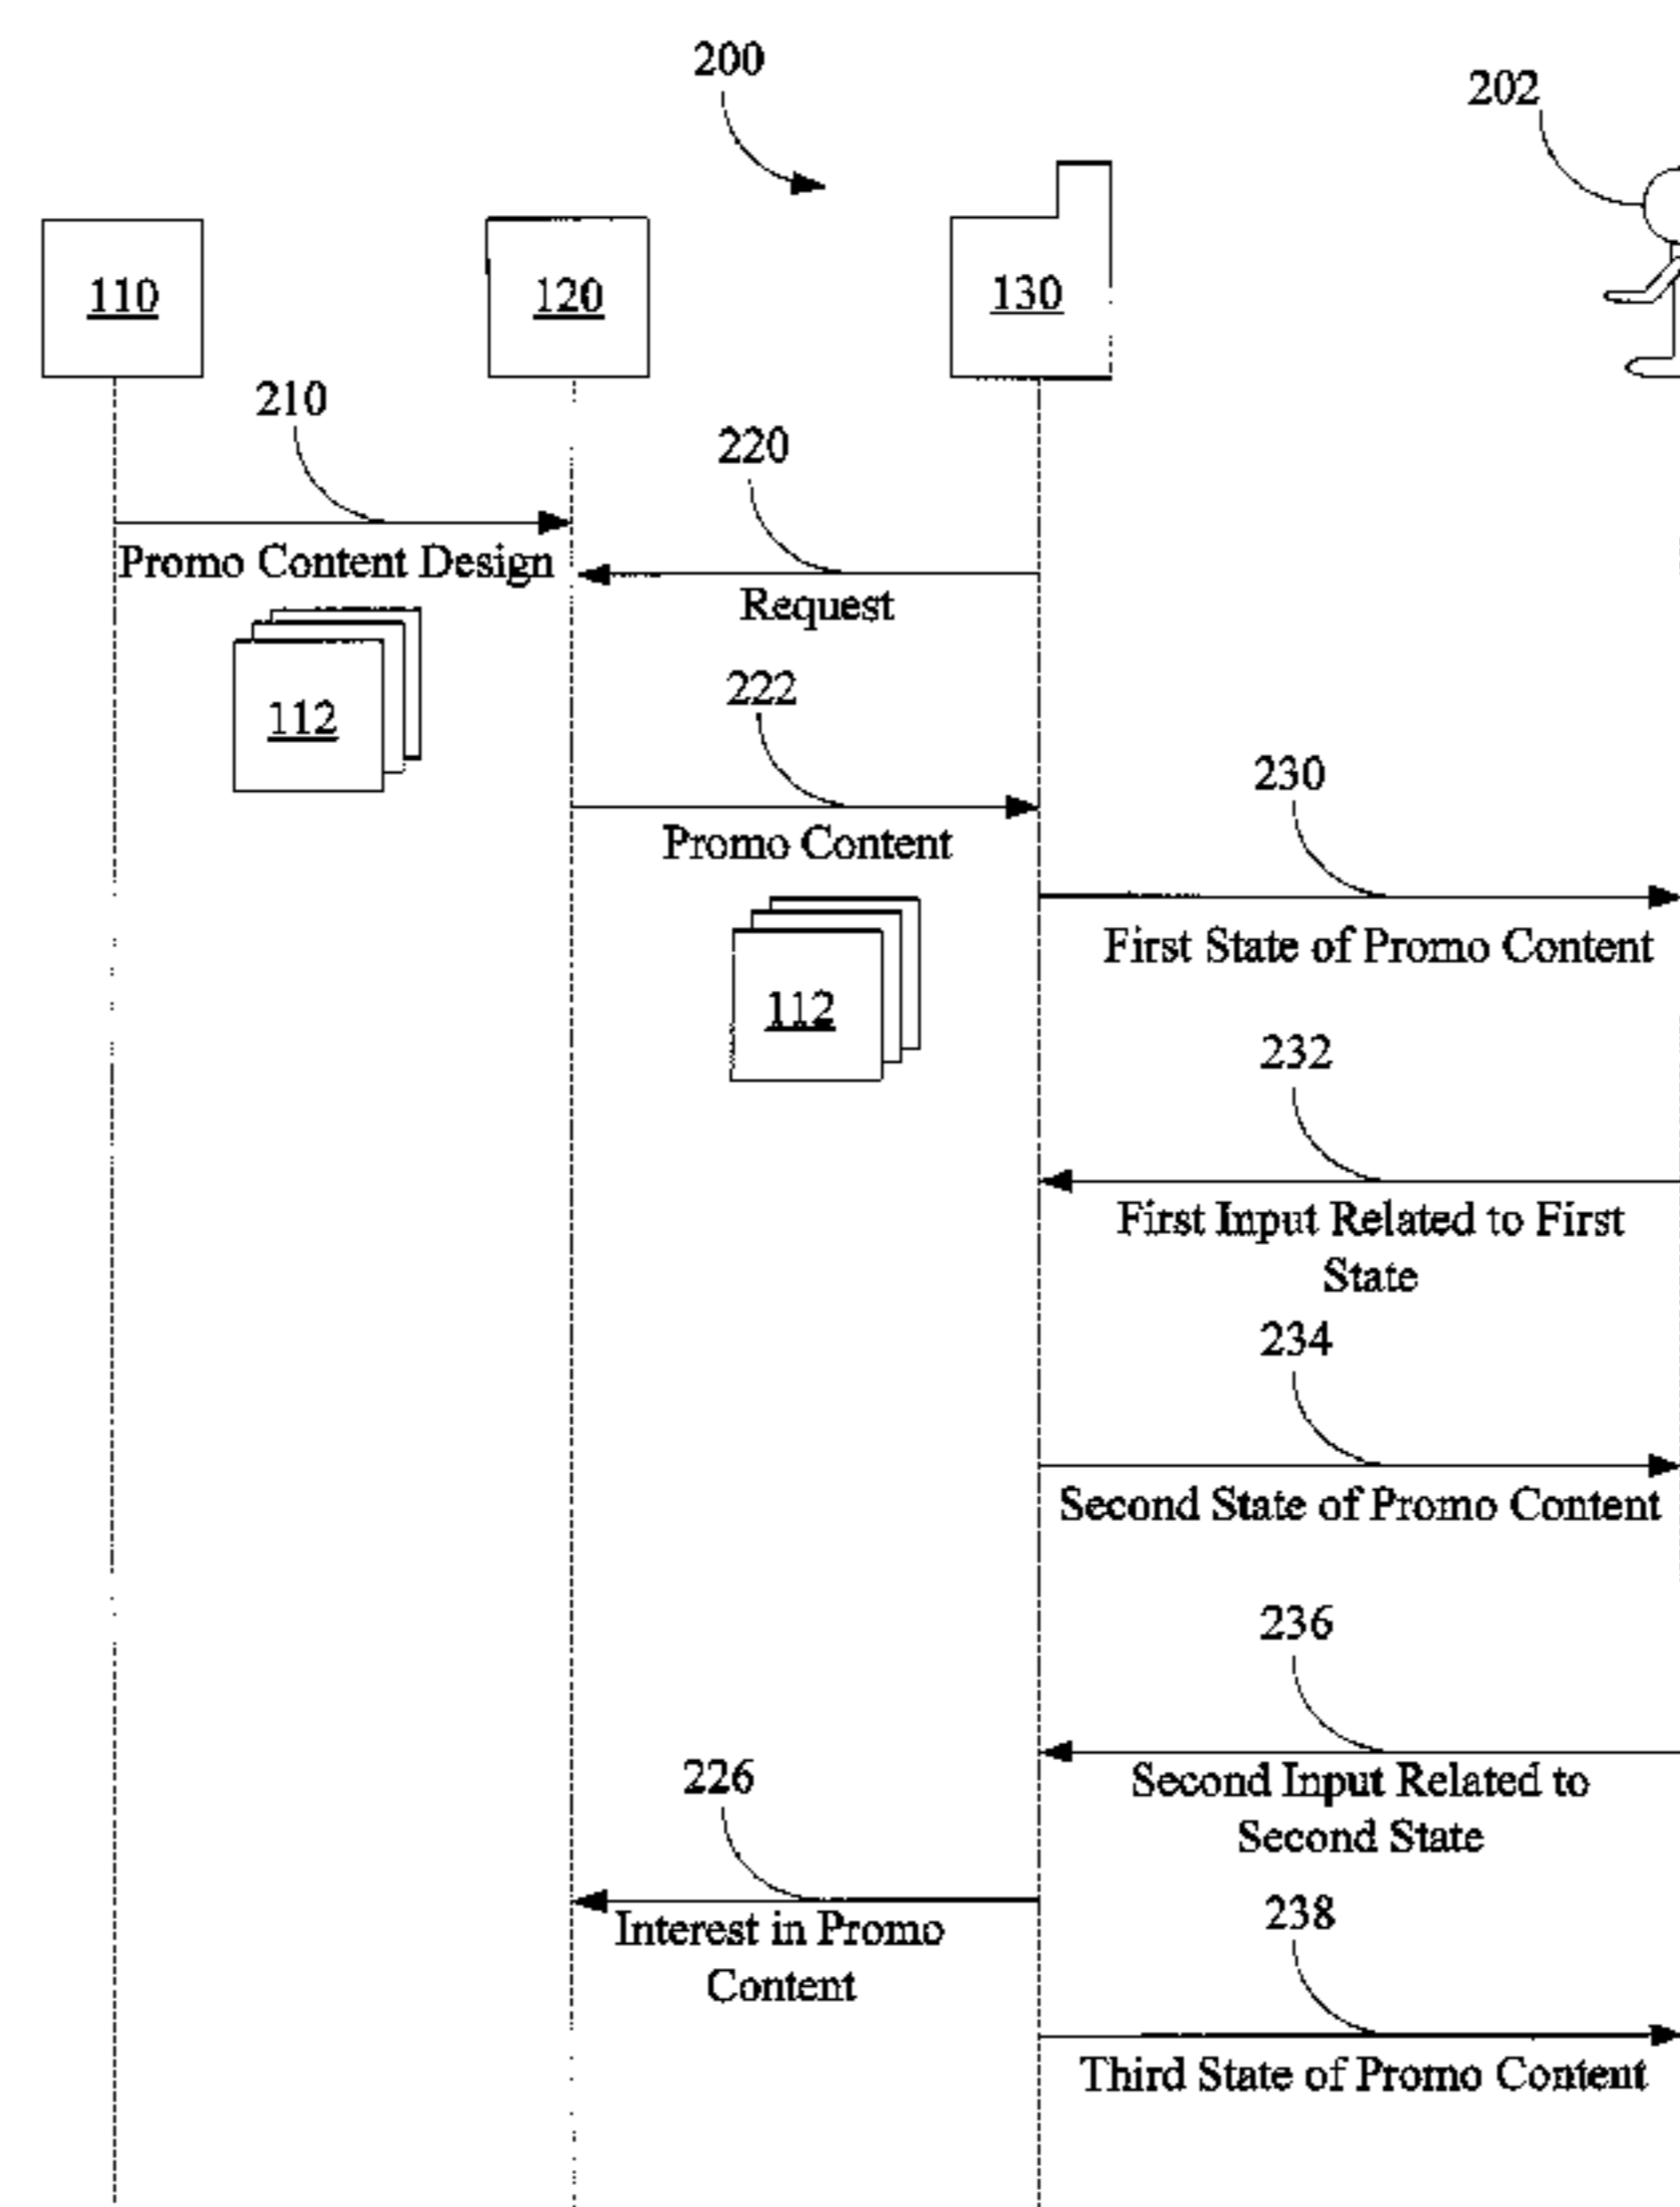 200
202
110
120
130
210
220
Promo Content Design
Request
112
222
Promo Content
230
First State of Promo Content
112
232
First Input Related to First
State
234
Second State of Promo Content
236
Second Input Related to
Second State
226
Interest in Promo
Content
238
Third State of Promo Content